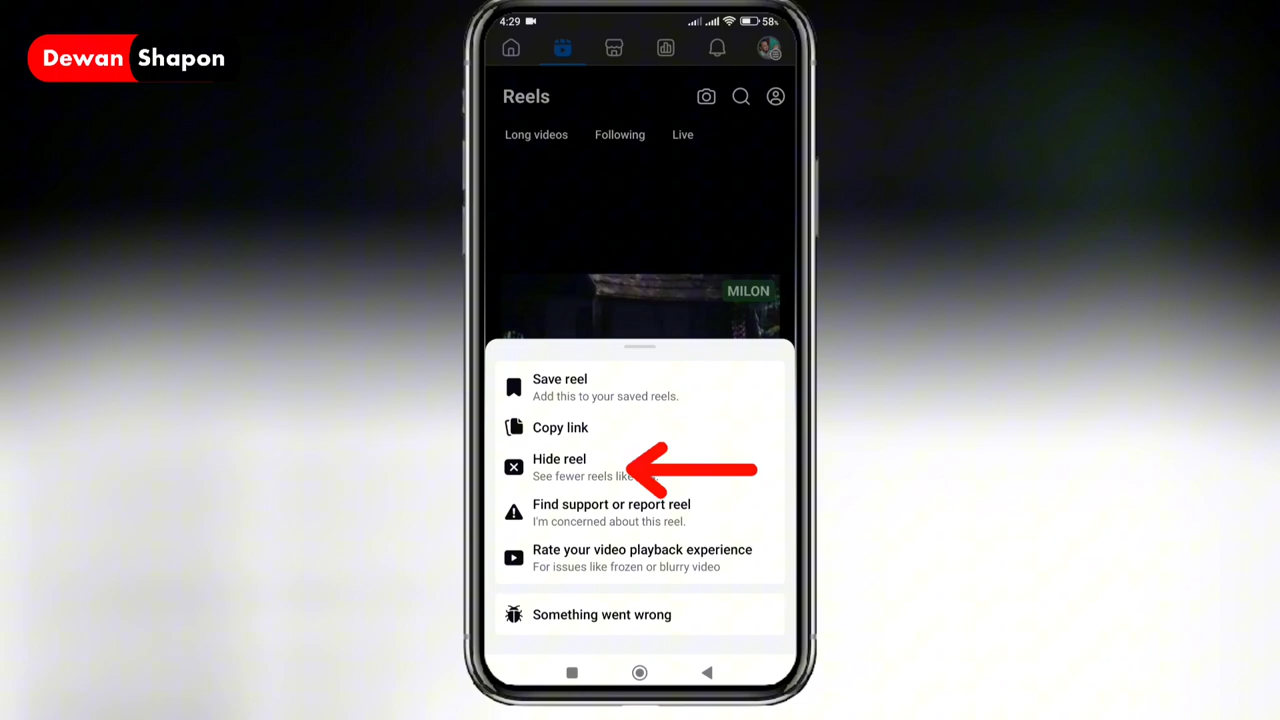 Dewan Shapon
4:29
58%
Reels
Long videos Following Live
MILON
Save reel
Add this to your saved reels.
Copy link
Hide reel
See fewer reels like
Find support or report reel
I'm concerned about this reel.
Rate your video playback experience
For issues like frozen or blurry video
Something went wrong